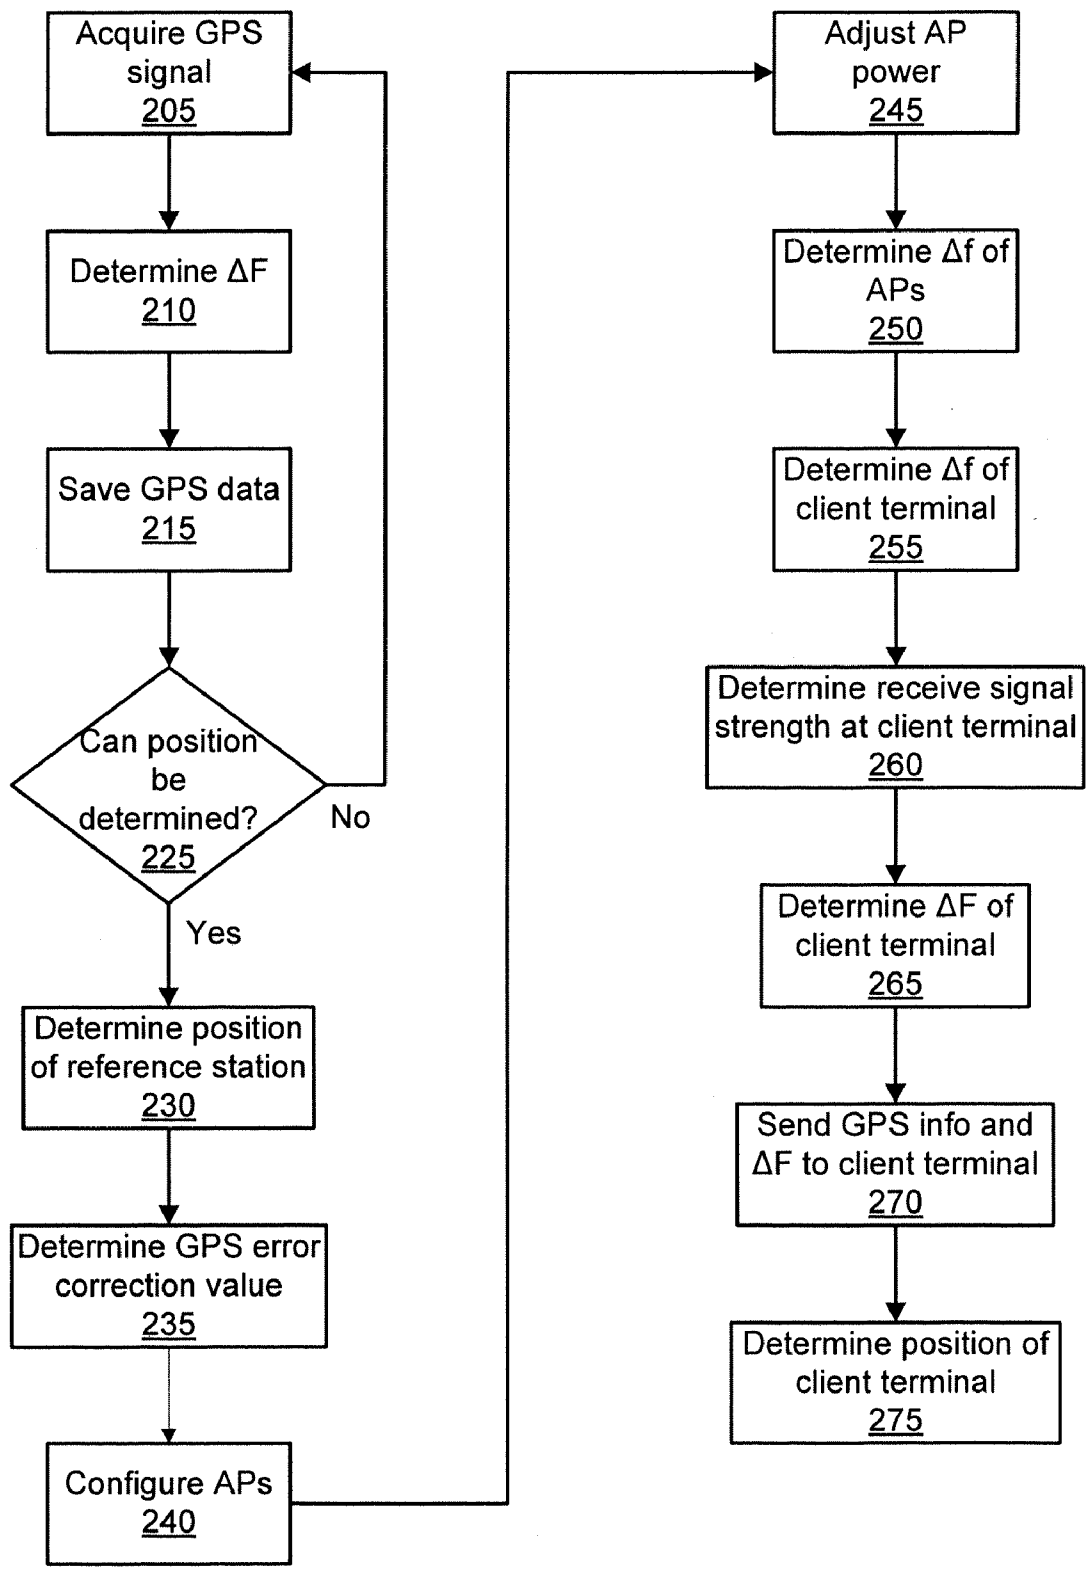 Acquire GPS
signal
205
Determine ΔF
210
Save GPS data
215
Can position
be
determined?
225
No
Yes
Determine position
of reference station
230
Determine GPS error
correction value
235
Configure APs
240
Adjust AP
power
245
Determine Δf of
APs
250
Determine Δf of
client terminal
255
Determine receive signal
strength at client terminal
260
Determine ΔF of
client terminal
265
Send GPS info and
ΔF to client terminal
270
Determine position of
client terminal
275